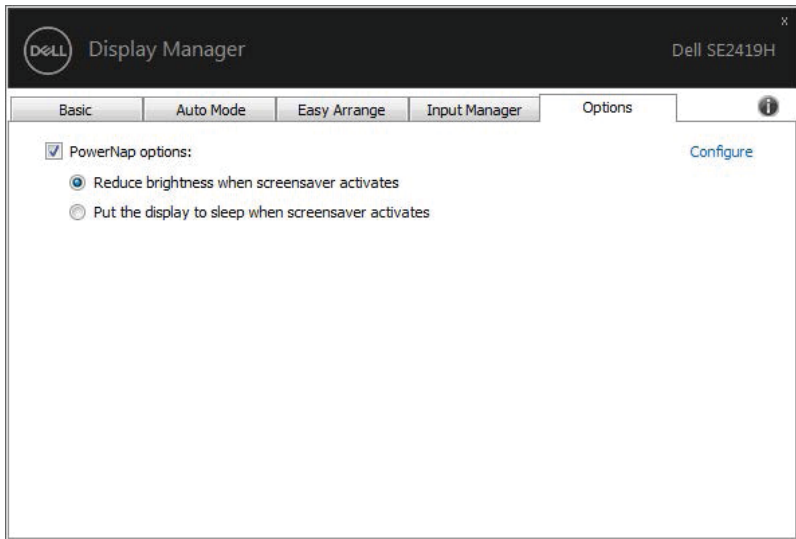 x
DELL Display Manager Dell SE2419H
Basic Auto Mode Easy Arrange Input Manager Options i
PowerNap options: Configure
Reduce brightness when screensaver activates
Put the display to sleep when screensaver activates